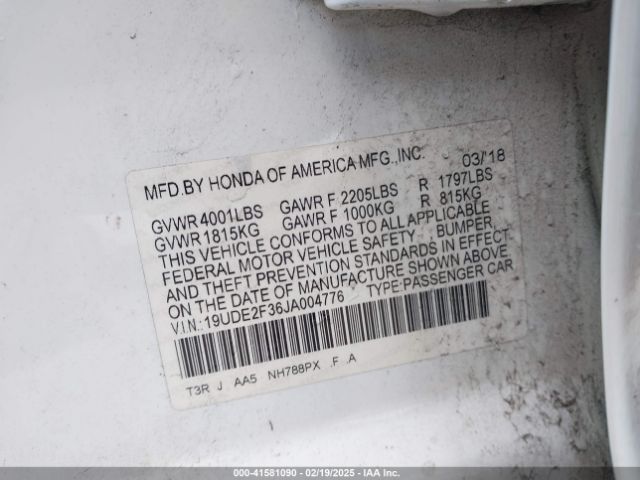 MFD.BY HONDA OF AMERICA MFG.,INC. 03/18
GVWR 4001LBS GAWR F 2205LBS R 1797LBS
GVWR 1815KG GAWR F 1000KG R 815KG
THIS VEHICLE CONFORMS TO ALL APPLICABLE
FEDERAL MOTOR VEHICLE SAFETY BUMPER
AND THEFT PREVENTION STANDARDS IN EFFECT
ON THE DATE OF MANUFACTURE SHOWN ABOVE
V.I.N.: 19UDE2F36JA004776 TYPE:PASSENGER CAR
T3R J AA5 NH788PX .F .A
000-41581090 - 02/19/2025 - IAA Inc.